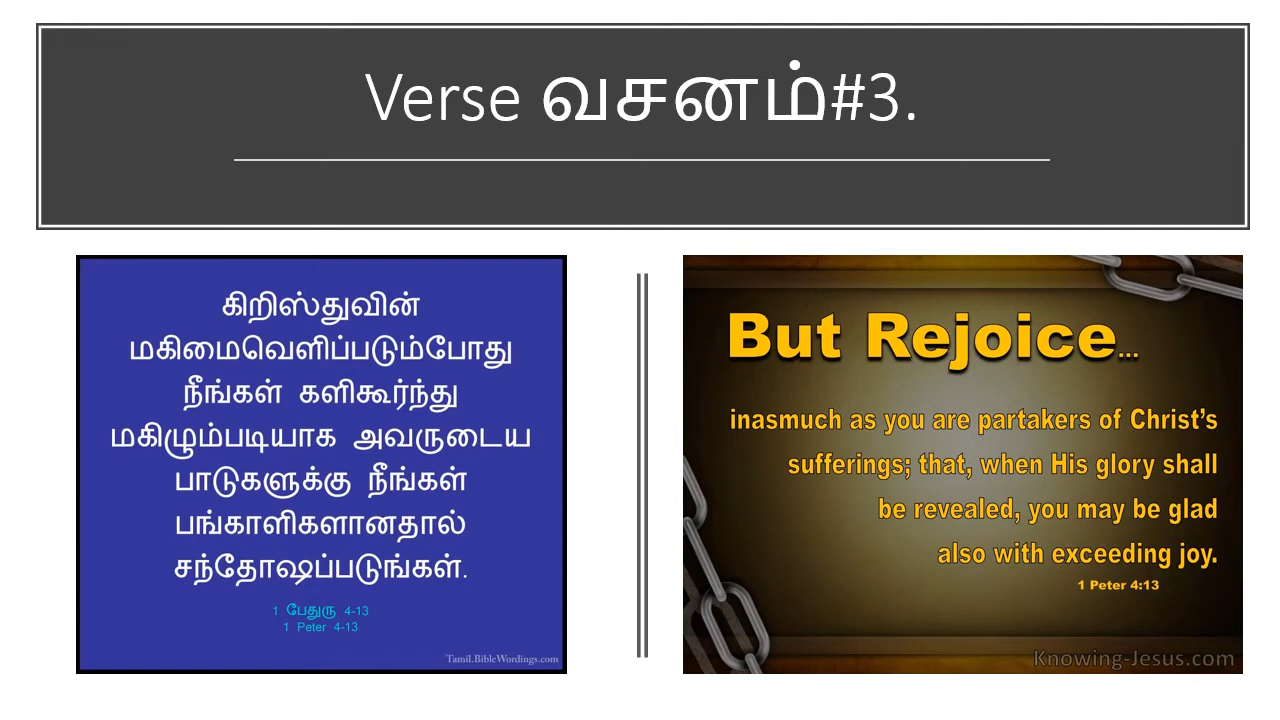 Verse வசனம்#3.
கிறிஸ்துவின்
மகிமைவெளிப்படும்போது
நீங்கள் களிகூர்ந்து
மகிழும்படியாக அவருடைய
பாடுகளுக்கு நீங்கள்
பங்காளிகளானதால்
சந்தோஷப்படுங்கள்.
1 பேதுரு 4-13
1 Peter 4-13
Tamil.BibleWordings.com
But Rejoice...
inasmuch as you are partakers of Christ's
sufferings; that, when His glory shall
be revealed, you may be glad
also with exceeding joy.
1 Peter 4:13
Knowing-Jesus.com